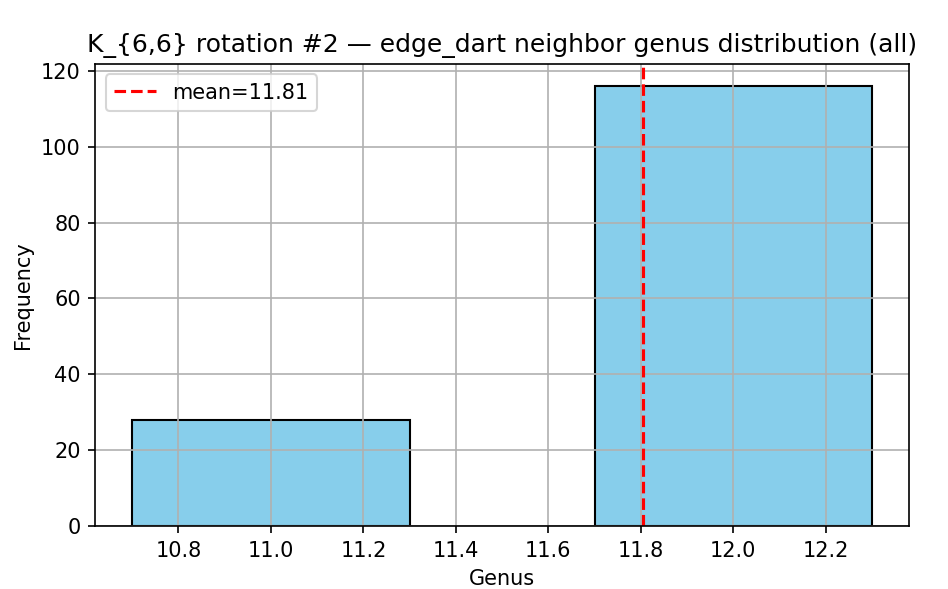 K_{6,6} rotation #2 — edge_dart neighbor genus distribution (all)
mean=11.81
120
100
80
60
40
20
0
Frequency
10.8 11.0 11.2 11.4 11.6 11.8 12.0 12.2
Genus